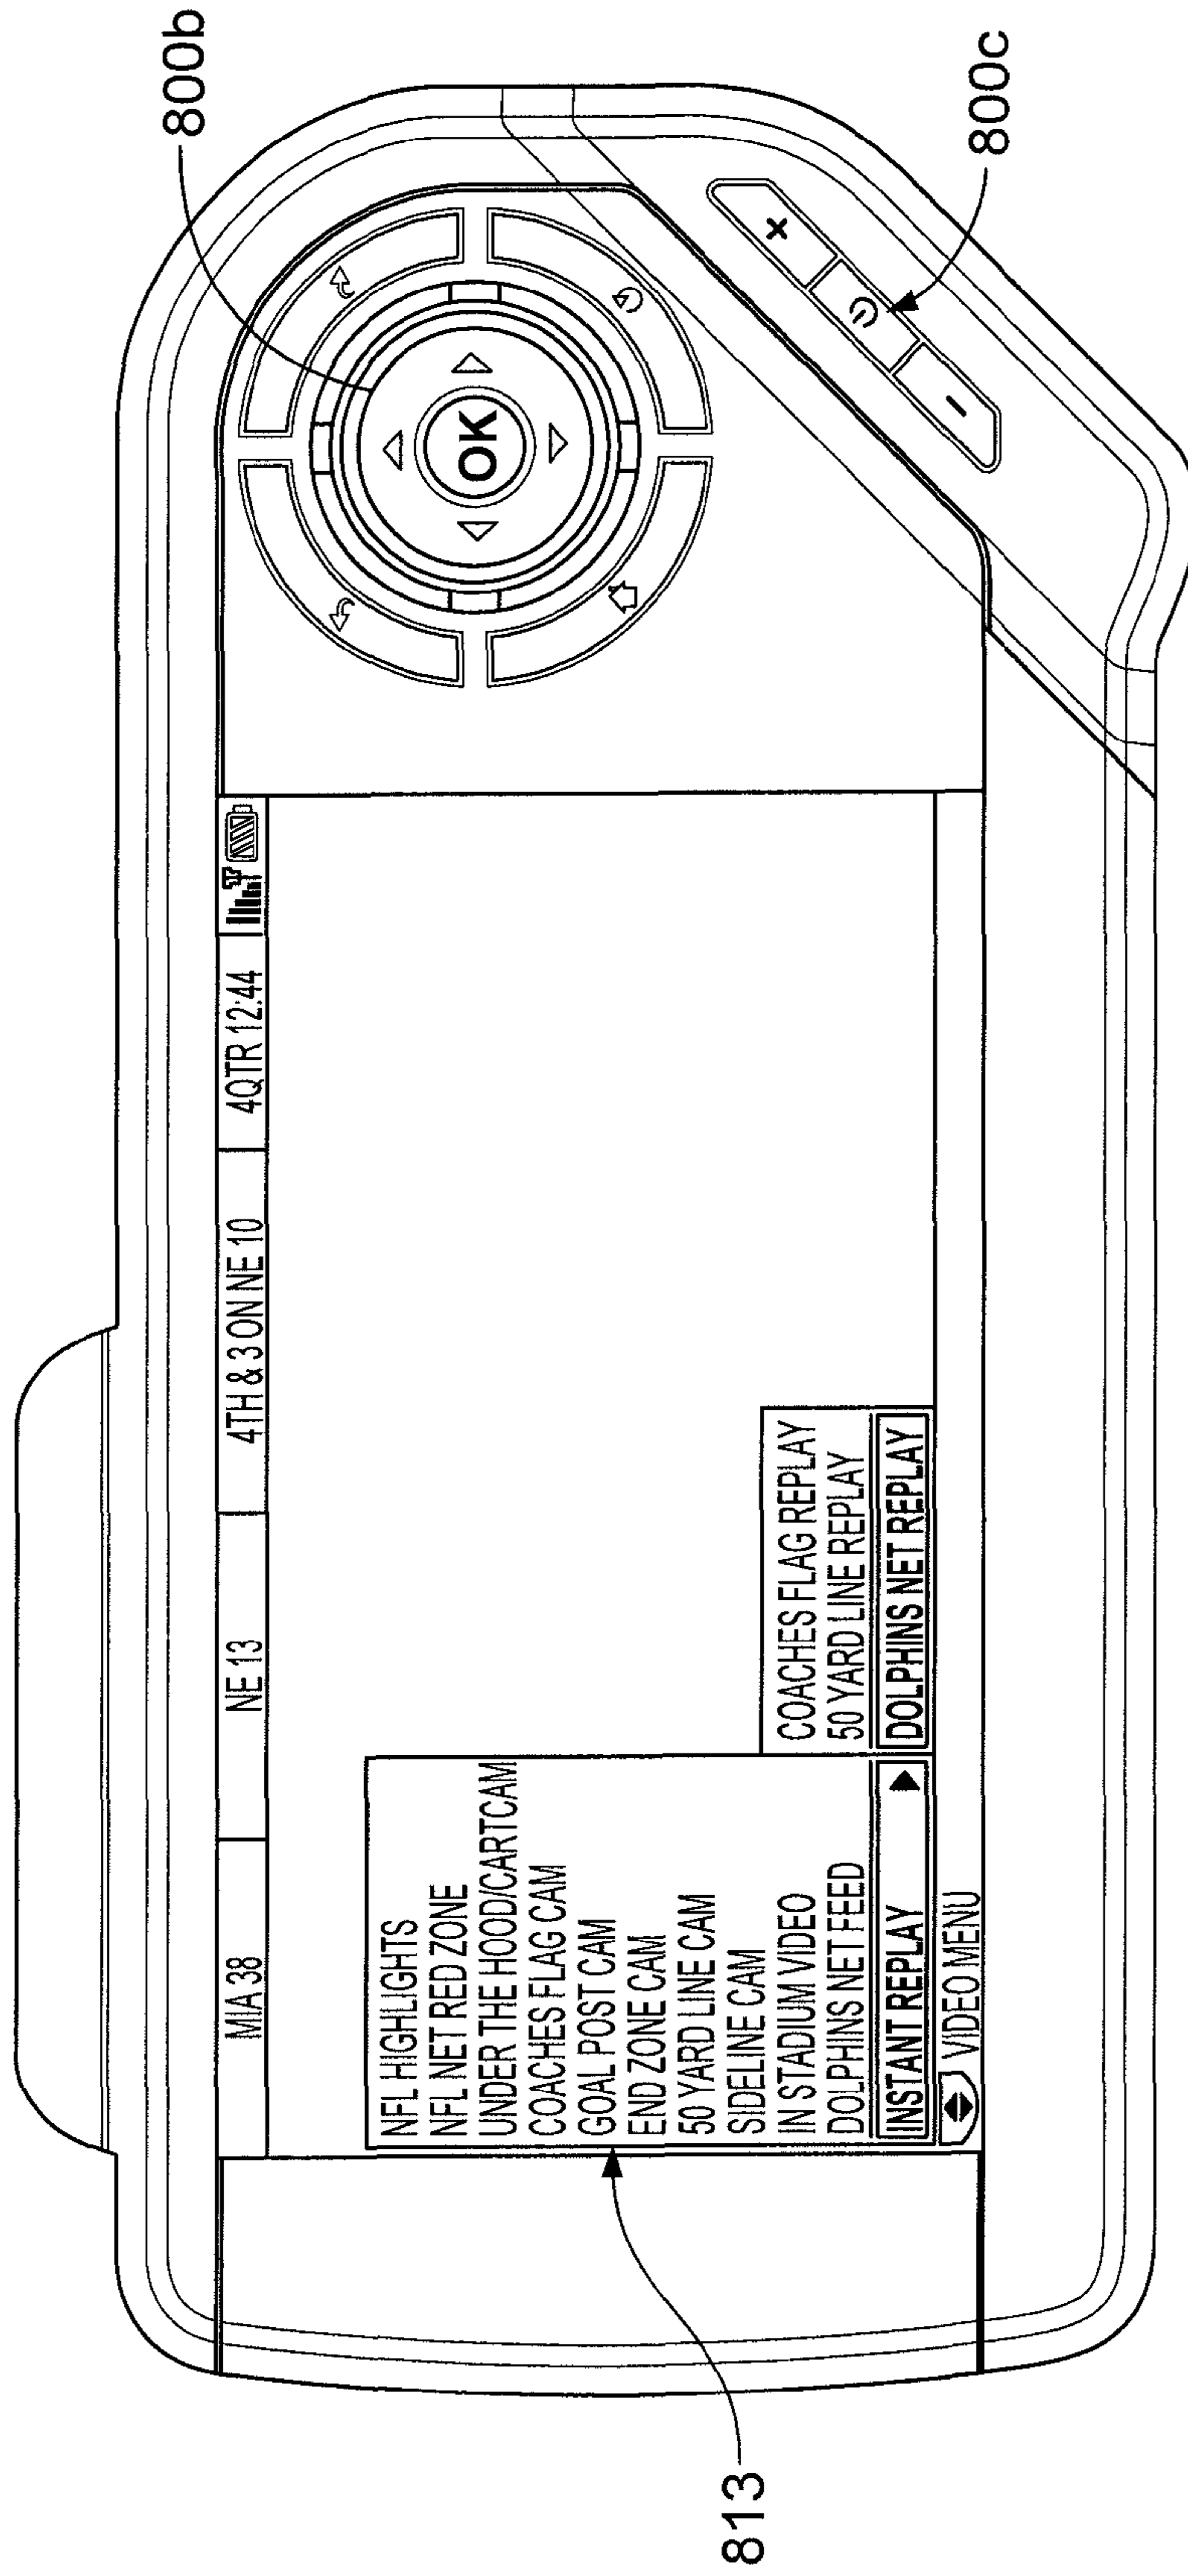 MIA 38
NE 13
4TH & 3 ON NE 10
4QTR 12:44
NFL HIGHLIGHTS
NFL NET RED ZONE
UNDER THE HOOD/CARTCAM
COACHES FLAG CAM
GOAL POST CAM
END ZONE CAM
50 YARD LINE CAM
SIDELINE CAM
IN STADIUM VIDEO
DOLPHINS NET FEED
INSTANT REPLAY
COACHES FLAG REPLAY
50 YARD LINE REPLAY
DOLPHINS NET REPLAY
VIDEO MENU
OK
+
-
800b
800c
813